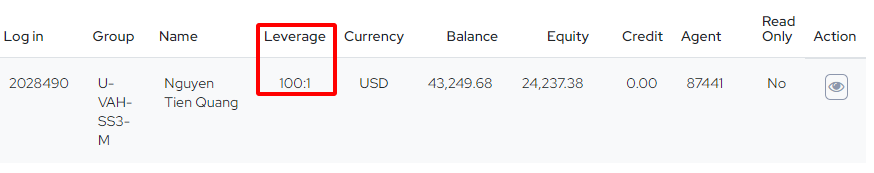 Log in Group Name Leverage Currency Balance Equity Credit Agent Read Only Action
2028490 U-VAH-SS3-M Nguyen Tien Quang 100:1 USD 43,249.68 24,237.38 0.00 87441 No